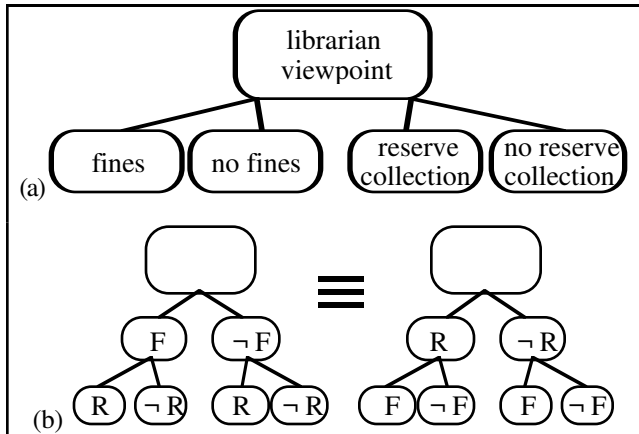 librarian
viewpoint
fines
no fines
reserve
collection
no reserve
collection
(a)
≡
F
¬ F
R
¬ R
R
¬ R
R
¬ R
F
¬ F
F
¬ F
(b)